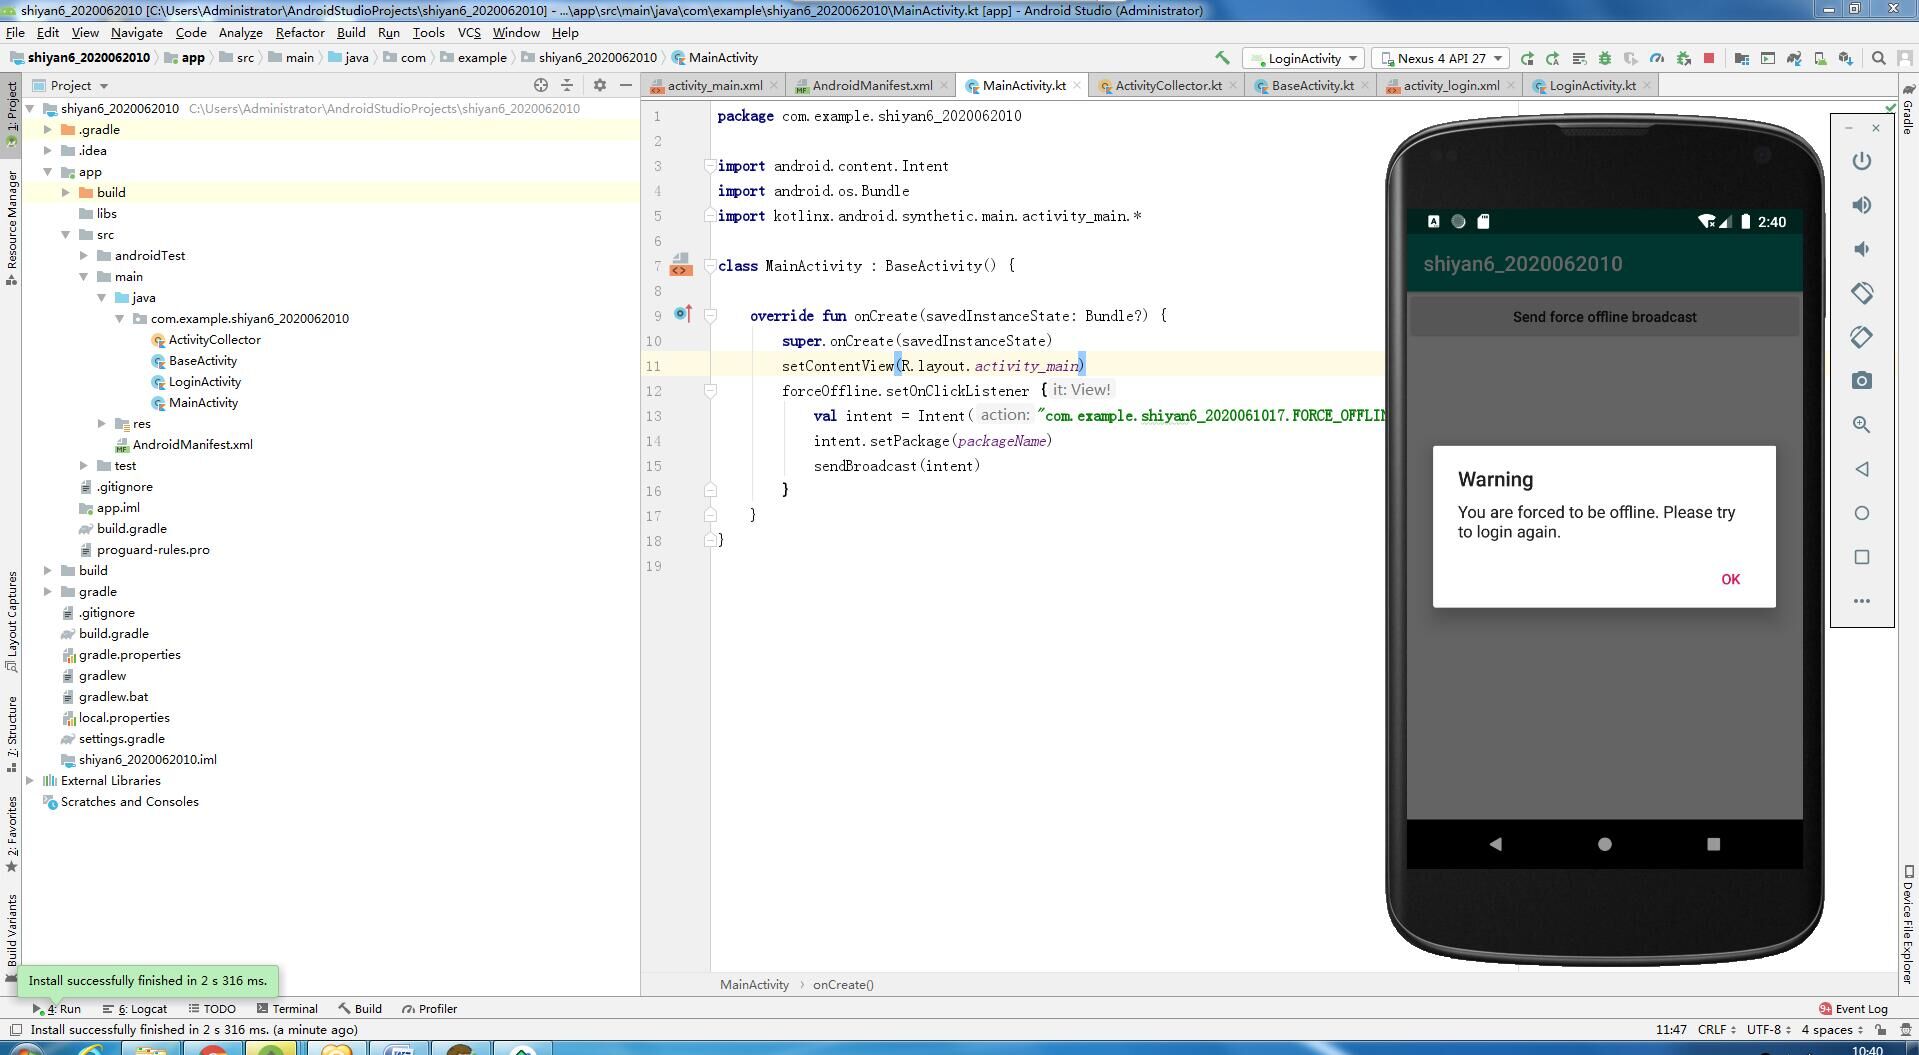 shiyan6_2020062010 [C:\Users\Administrator\AndroidStudioProjects\shiyan6_2020062010] - ...\app\src\main\java\com\example\shiyan6_2020062010\MainActivity.kt [app] - Android Studio (Administrator)
File Edit View Navigate Code Analyze Refactor Build Run Tools VCS Window Help
shiyan6_2020062010 app src main java com example shiyan6_2020062010 MainActivity
LoginActivity Nexus 4 API 27
Project
activity_main.xml AndroidManifest.xml MainActivity.kt ActivityCollector.kt BaseActivity.kt activity_login.xml LoginActivity.kt
1: Project
Resource Manager
Layout Captures
7: Structure
2: Favorites
Build Variants
shiyan6_2020062010 C:\Users\Administrator\AndroidStudioProjects\shiyan6_2020062010
.gradle
.idea
app
build
libs
src
androidTest
main
java
com.example.shiyan6_2020062010
ActivityCollector
BaseActivity
LoginActivity
MainActivity
res
AndroidManifest.xml
test
.gitignore
app.iml
build.gradle
proguard-rules.pro
build
gradle
.gitignore
build.gradle
gradle.properties
gradlew
gradlew.bat
local.properties
settings.gradle
shiyan6_2020062010.iml
External Libraries
Scratches and Consoles
1 package com.example.shiyan6_2020062010
2
3 import android.content.Intent
4 import android.os.Bundle
5 import kotlinx.android.synthetic.main.activity_main.*
6
7 class MainActivity : BaseActivity() {
8
9 override fun onCreate(savedInstanceState: Bundle?) {
10 super.onCreate(savedInstanceState)
11 setContentView(R.layout.activity_main)
12 forceOffline.setOnClickListener { it: View!
13 val intent = Intent( action: "com.example.shiyan6_2020061017.FORCE_OFFLIN
14 intent.setPackage(packageName)
15 sendBroadcast(intent)
16 }
17 }
18 }
19
MainActivity › onCreate()
2:40
shiyan6_2020062010
Send force offline broadcast
Warning
You are forced to be offline. Please try
to login again.
OK
Gradle
Device File Explorer
Install successfully finished in 2 s 316 ms.
4: Run 6: Logcat TODO Terminal Build Profiler
Event Log
Install successfully finished in 2 s 316 ms. (a minute ago)
11:47 CRLF UTF-8 4 spaces
10:40